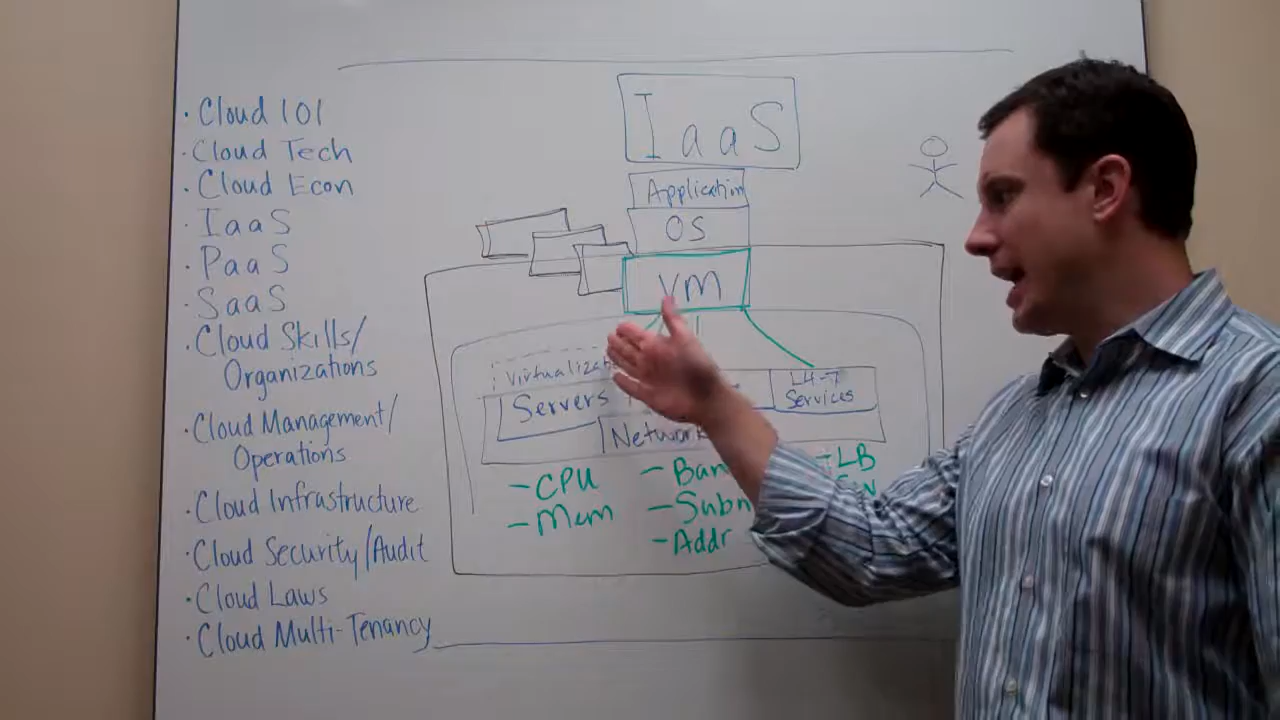 · Cloud 101
· Cloud Tech
· Cloud Econ
· IaaS
· PaaS
· SaaS
· Cloud Skills/
Organizations
· Cloud Management/
Operations
· Cloud Infrastructure
· Cloud Security/Audit
· Cloud Laws
· Cloud Multi-Tenancy
IaaS
Application
OS
VM
Servers
L4-7
Services
Network
- CPU
- Mem
- Addr
- LB